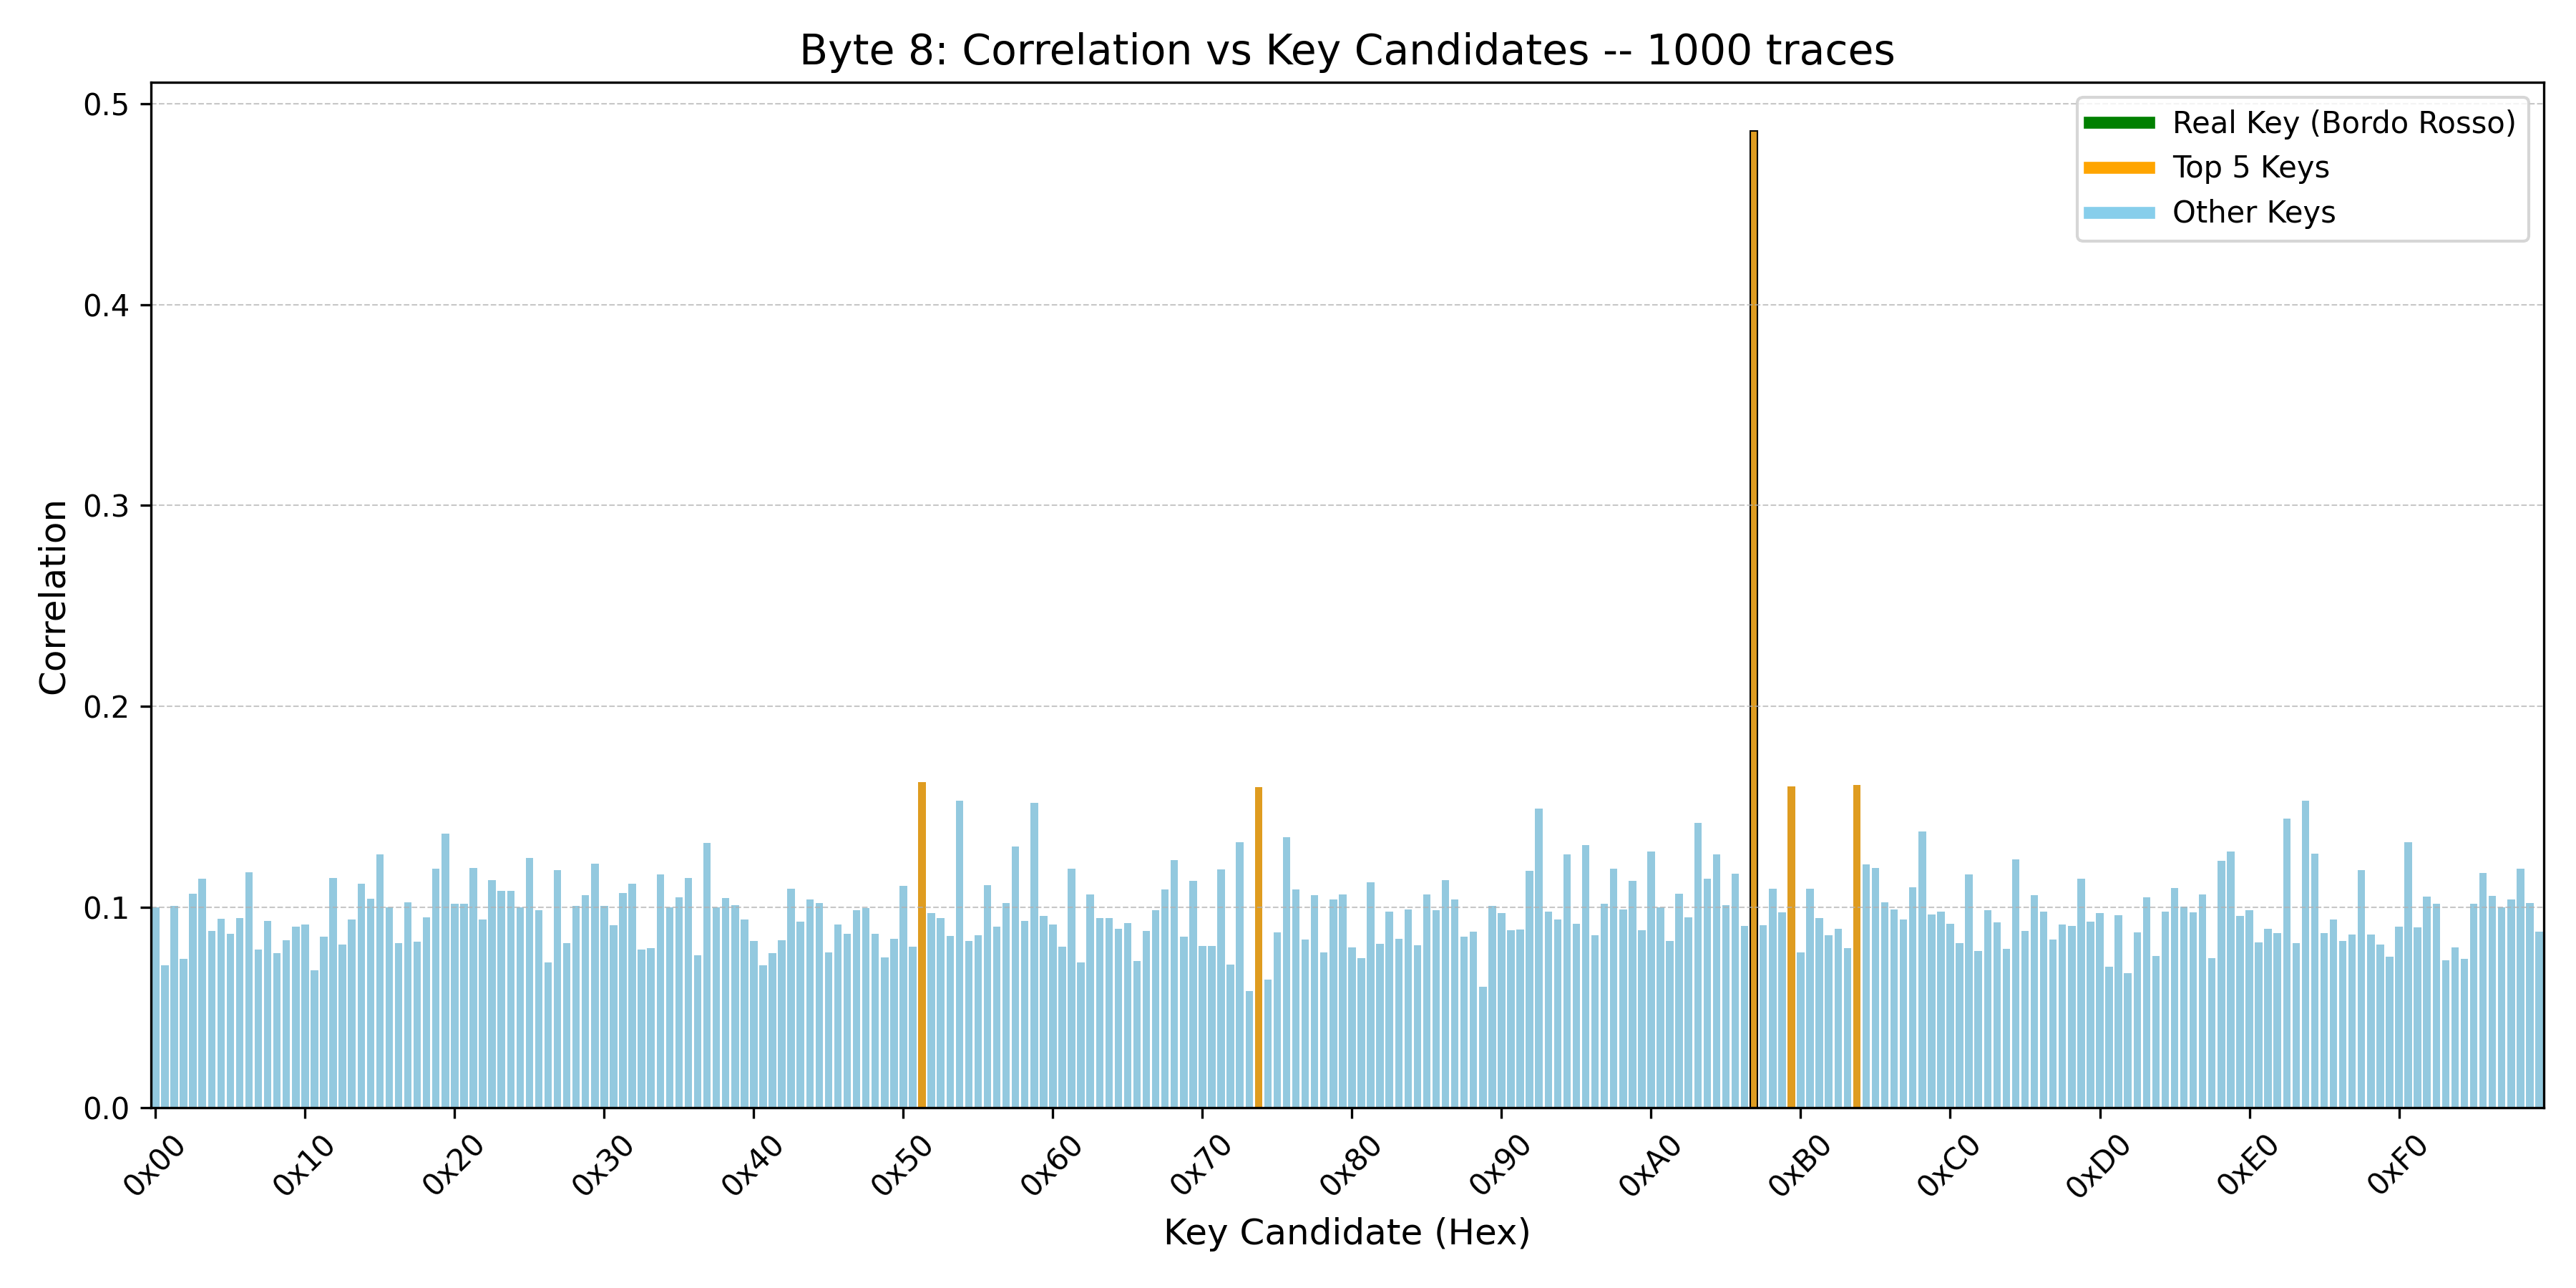 Byte 8: Correlation vs Key Candidates -- 1000 traces
Real Key (Bordo Rosso)
Top 5 Keys
Other Keys
Correlation
0.5
0.4
0.3
0.2
0.1
0.0
0x00 0x10 0x20 0x30 0x40 0x50 0x60 0x70 0x80 0x90 0xA0 0xB0 0xC0 0xD0 0xE0 0xF0
Key Candidate (Hex)